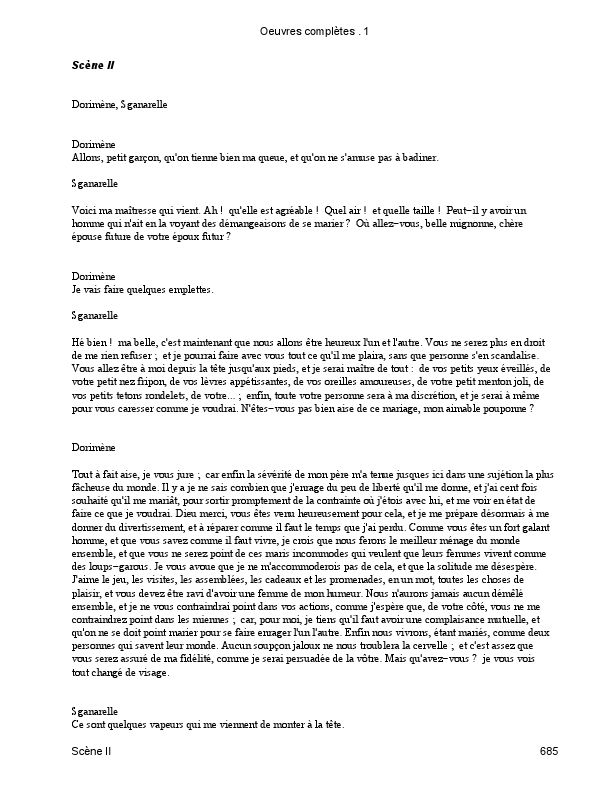 Oeuvres complètes . 1
Scène II
Dorimène, Sganarelle
Dorimène
Allons, petit garçon, qu'on tienne bien ma queue, et qu'on ne s'amuse pas à badiner.
Sganarelle
Voici ma maîtresse qui vient. Ah ! qu'elle est agréable ! Quel air ! et quelle taille ! Peut-il y avoir un
homme qui n'ait en la voyant des démangeaisons de se marier ? Où allez-vous, belle mignonne, chère
épouse future de votre époux futur ?
Dorimène
Je vais faire quelques emplettes.
Sganarelle
Hé bien ! ma belle, c'est maintenant que nous allons être heureux l'un et l'autre. Vous ne serez plus en droit
de me rien refuser ; et je pourrai faire avec vous tout ce qu'il me plaira, sans que personne s'en scandalise.
Vous allez être à moi depuis la tête jusqu'aux pieds, et je serai maître de tout : de vos petits yeux éveillés, de
votre petit nez fripon, de vos lèvres appétissantes, de vos oreilles amoureuses, de votre petit menton joli, de
vos petits tetons rondelets, de votre... ; enfin, toute votre personne sera à ma discrétion, et je serai à même
pour vous caresser comme je voudrai. N'êtes-vous pas bien aise de ce mariage, mon aimable pouponne ?
Dorimène
Tout à fait aise, je vous jure ; car enfin la sévérité de mon père m'a tenue jusques ici dans une sujétion la plus
fâcheuse du monde. Il y a je ne sais combien que j'enrage du peu de liberté qu'il me donne, et j'ai cent fois
souhaité qu'il me mariât, pour sortir promptement de la contrainte où j'étois avec lui, et me voir en état de
faire ce que je voudrai. Dieu merci, vous êtes venu heureusement pour cela, et je me prépare désormais à me
donner du divertissement, et à réparer comme il faut le temps que j'ai perdu. Comme vous êtes un fort galant
homme, et que vous savez comme il faut vivre, je crois que nous ferons le meilleur ménage du monde
ensemble, et que vous ne serez point de ces maris incommodes qui veulent que leurs femmes vivent comme
des loups-garous. Je vous avoue que je ne m'accommoderois pas de cela, et que la solitude me désespère.
J'aime le jeu, les visites, les assemblées, les cadeaux et les promenades, en un mot, toutes les choses de
plaisir, et vous devez être ravi d'avoir une femme de mon humeur. Nous n'aurons jamais aucun démêlé
ensemble, et je ne vous contraindrai point dans vos actions, comme j'espère que, de votre côté, vous ne me
contraindrez point dans les miennes ; car, pour moi, je tiens qu'il faut avoir une complaisance mutuelle, et
qu'on ne se doit point marier pour se faire enrager l'un l'autre. Enfin nous vivrons, étant mariés, comme deux
personnes qui savent leur monde. Aucun soupçon jaloux ne nous troublera la cervelle ; et c'est assez que
vous serez assuré de ma fidélité, comme je serai persuadée de la vôtre. Mais qu'avez-vous ? je vous vois
tout changé de visage.
Sganarelle
Ce sont quelques vapeurs qui me viennent de monter à la tête.
Scène II
685